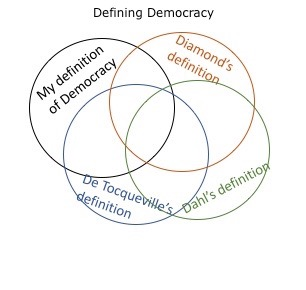 Defining Democracy
My definition
of Democracy
Diamond's
definition
De Tocqueville's
definition
Dahl's definition